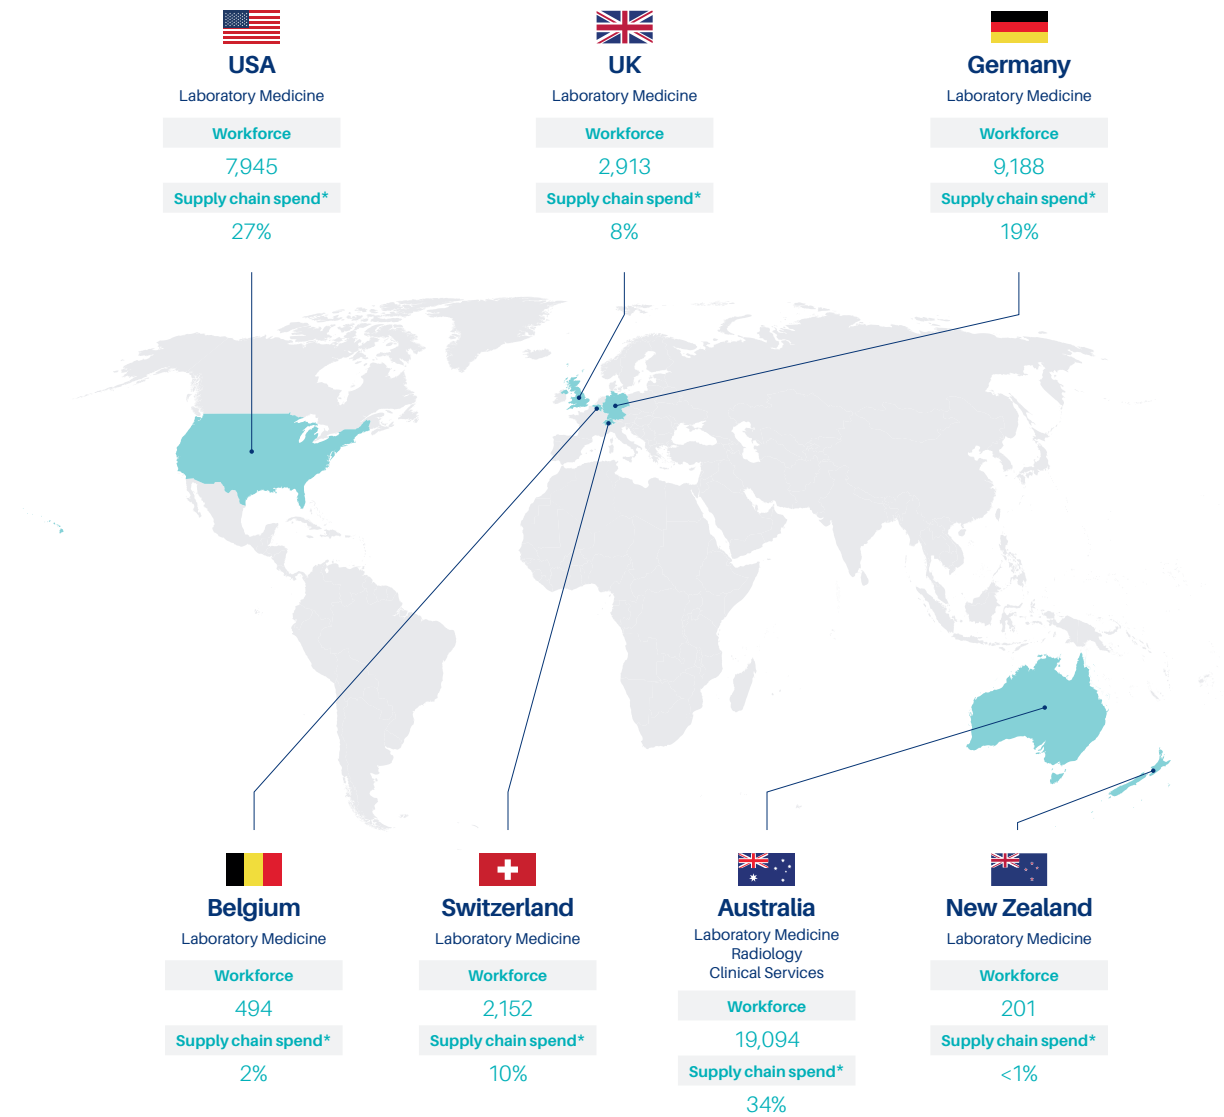 USA
Laboratory Medicine
Workforce
7,945
Supply chain spend*
27%
UK
Laboratory Medicine
Workforce
2,913
Supply chain spend*
8%
Germany
Laboratory Medicine
Workforce
9,188
Supply chain spend*
19%
Belgium
Laboratory Medicine
Workforce
494
Supply chain spend*
2%
Switzerland
Laboratory Medicine
Workforce
2,152
Supply chain spend*
10%
Australia
Laboratory Medicine
Radiology
Clinical Services
Workforce
19,094
Supply chain spend*
34%
New Zealand
Laboratory Medicine
Workforce
201
Supply chain spend*
<1%